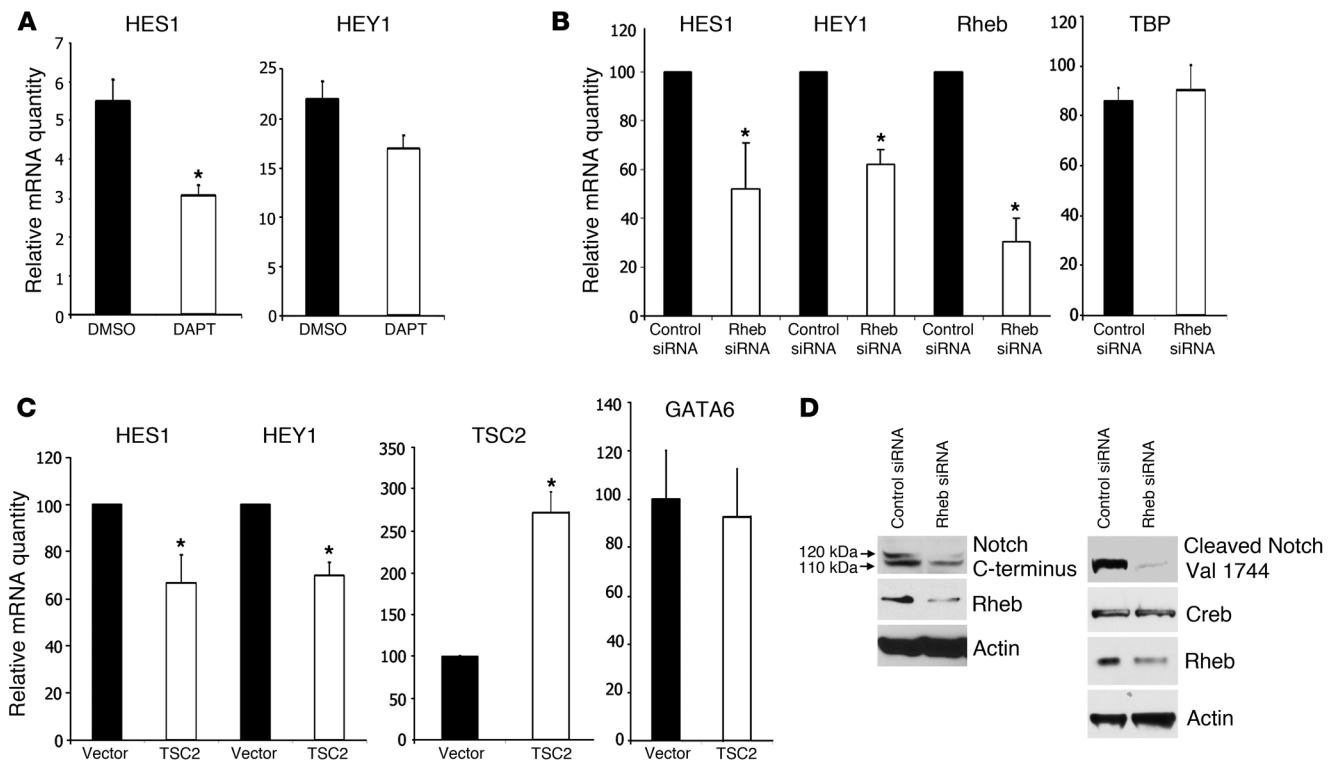 A
HES1
HEY1
Relative mRNA quantity
7
6
5
4
3
2
1
0
*
DMSO
DAPT
25
20
15
10
5
0
DMSO
DAPT
B
HES1
HEY1
Rheb
TBP
Relative mRNA quantity
120
100
80
60
40
20
0
*
*
*
Control
siRNA
Rheb
siRNA
Control
siRNA
Rheb
siRNA
Control
siRNA
Rheb
siRNA
120
100
80
60
40
20
0
Control
siRNA
Rheb
siRNA
C
HES1
HEY1
TSC2
GATA6
Relative mRNA quantity
120
100
80
60
40
20
0
*
*
Vector
TSC2
Vector
TSC2
350
300
250
200
150
100
50
0
*
Vector
TSC2
140
120
100
80
60
40
20
0
Vector
TSC2
D
Control siRNA
Rheb siRNA
120 kDa
110 kDa
Notch
C-terminus
Rheb
Actin
Control siRNA
Rheb siRNA
Cleaved Notch
Val 1744
Creb
Rheb
Actin